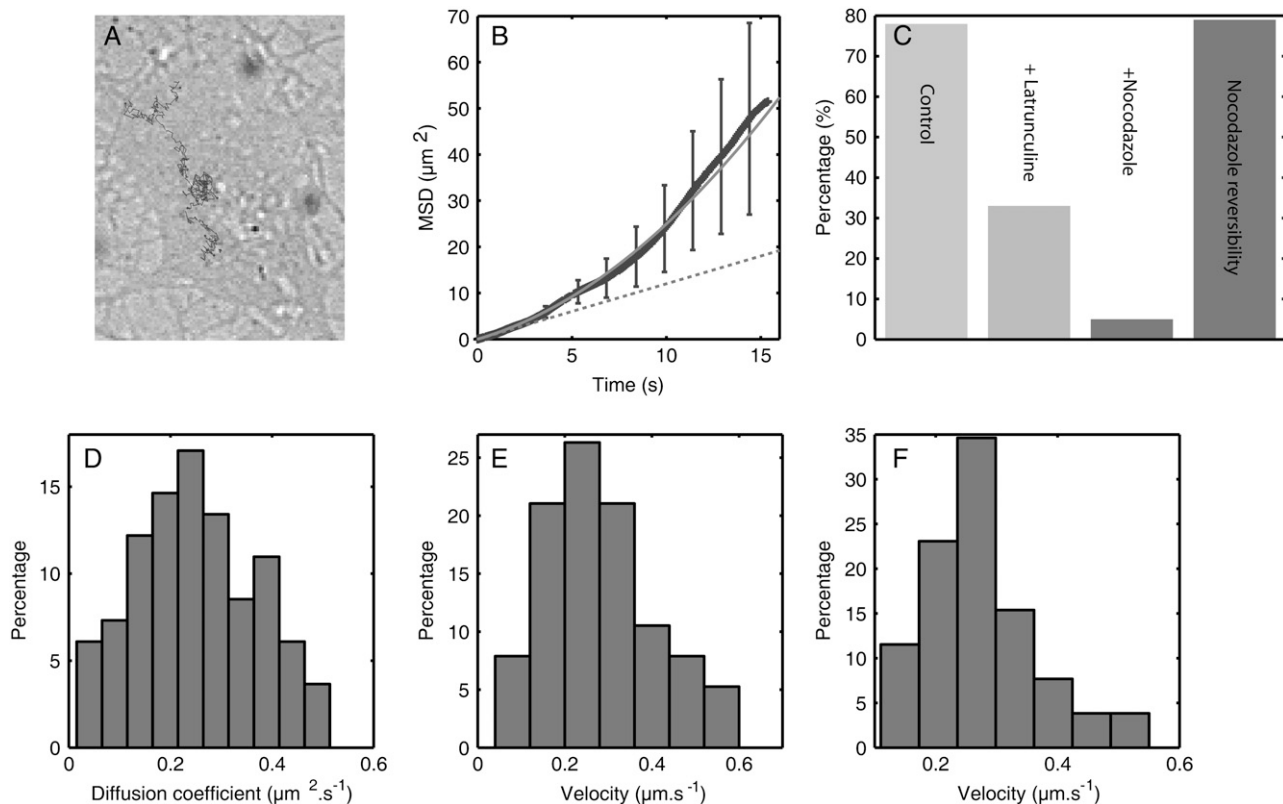 A
B
MSD (µm ²)
70
60
50
40
30
20
10
0
0
5
10
15
Time (s)
C
Percentage (%)
80
70
60
50
40
30
20
10
0
Control
+ Latrunculine
+Nocodazole
Nocodazole reversibility
D
Percentage
15
10
5
0
0
0.2
0.4
0.6
Diffusion coefficient (µm ².s⁻¹)
E
Percentage
25
20
15
10
5
0
0.2
0.4
0.6
Velocity (µm.s⁻¹)
F
Percentage
35
30
25
20
15
10
5
0
0.2
0.4
0.6
Velocity (µm.s⁻¹)